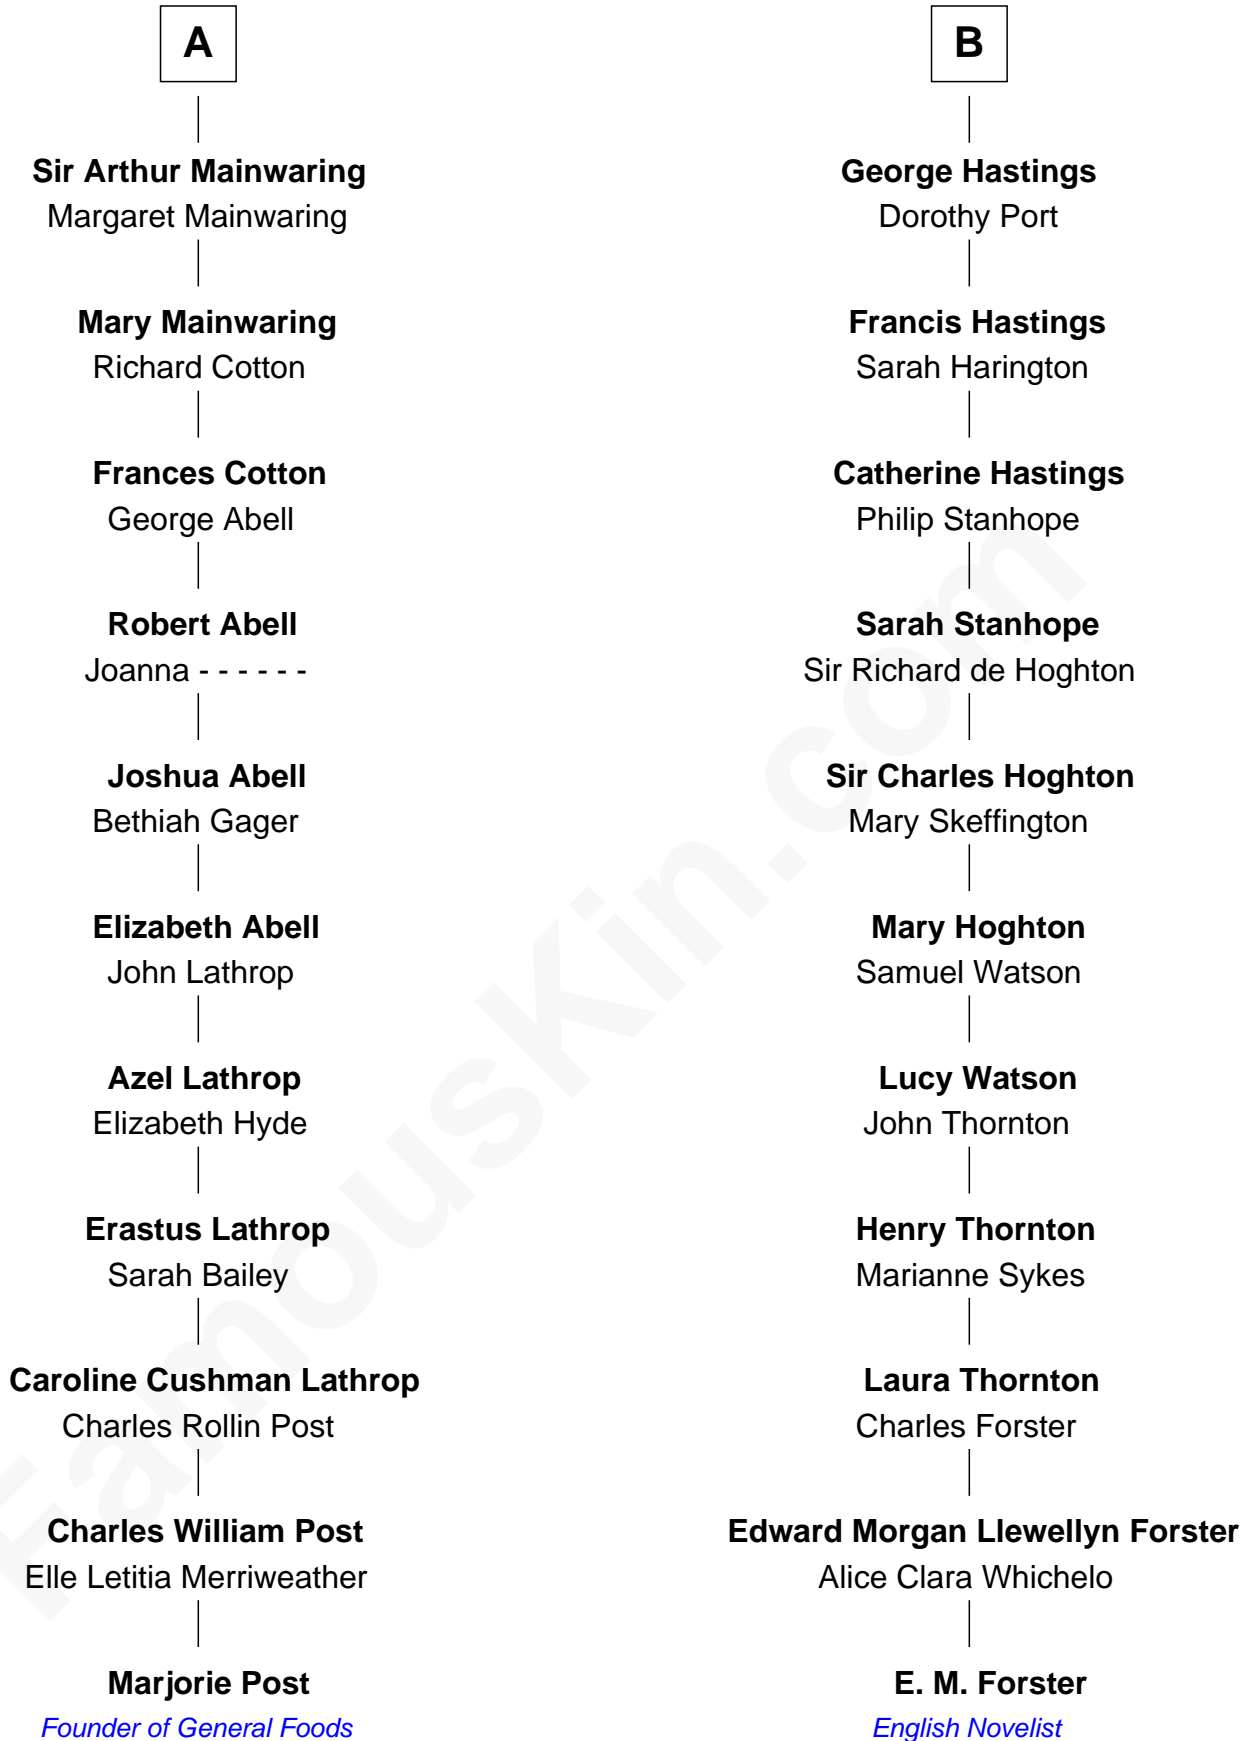 A
Sir Arthur Mainwaring
Margaret Mainwaring
Mary Mainwaring
Richard Cotton
Frances Cotton
George Abell
Robert Abell
Joanna - - - - - -
Joshua Abell
Bethiah Gager
Elizabeth Abell
John Lathrop
Azel Lathrop
Elizabeth Hyde
Erastus Lathrop
Sarah Bailey
Caroline Cushman Lathrop
Charles Rollin Post
Charles William Post
Elle Letitia Merriweather
Marjorie Post
Founder of General Foods
B
George Hastings
Dorothy Port
Francis Hastings
Sarah Harington
Catherine Hastings
Philip Stanhope
Sarah Stanhope
Sir Richard de Hoghton
Sir Charles Hoghton
Mary Skeffington
Mary Hoghton
Samuel Watson
Lucy Watson
John Thornton
Henry Thornton
Marianne Sykes
Laura Thornton
Charles Forster
Edward Morgan Llewellyn Forster
Alice Clara Whichelo
E. M. Forster
English Novelist
FamousKin.com